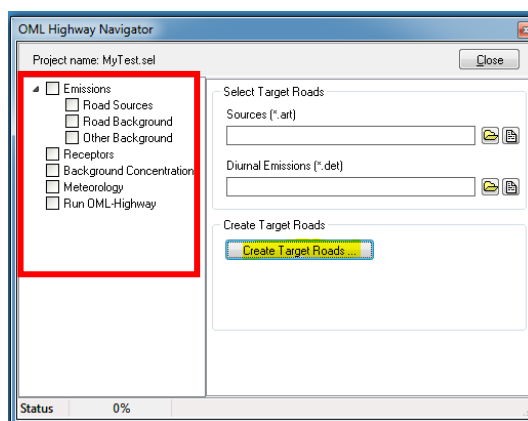 OML Highway Navigator
Project name: MyTest.sel
Close
Emissions
Road Sources
Road Background
Other Background
Receptors
Background Concentration
Meteorology
Run OML-Highway
Select Target Roads
Sources (*.art)
Diurnal Emissions (*.det)
Create Target Roads
Create Target Roads ...
Status 0%